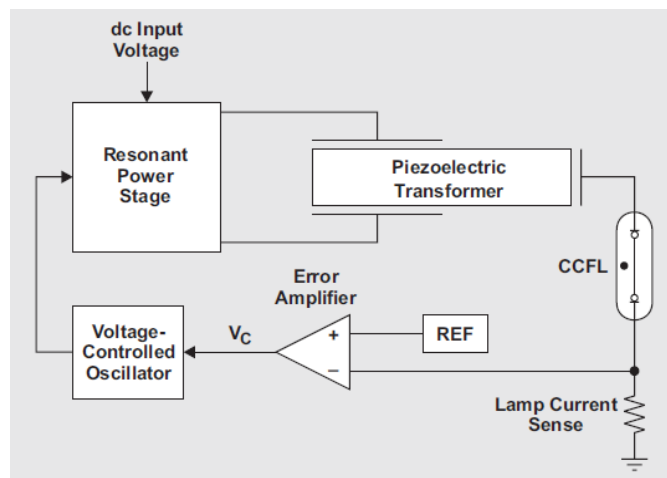 dc Input
Voltage
Resonant
Power
Stage
Piezoelectric
Transformer
CCFL
Error
Amplifier
Voltage-
Controlled
Oscillator
VC
+
–
REF
Lamp Current
Sense